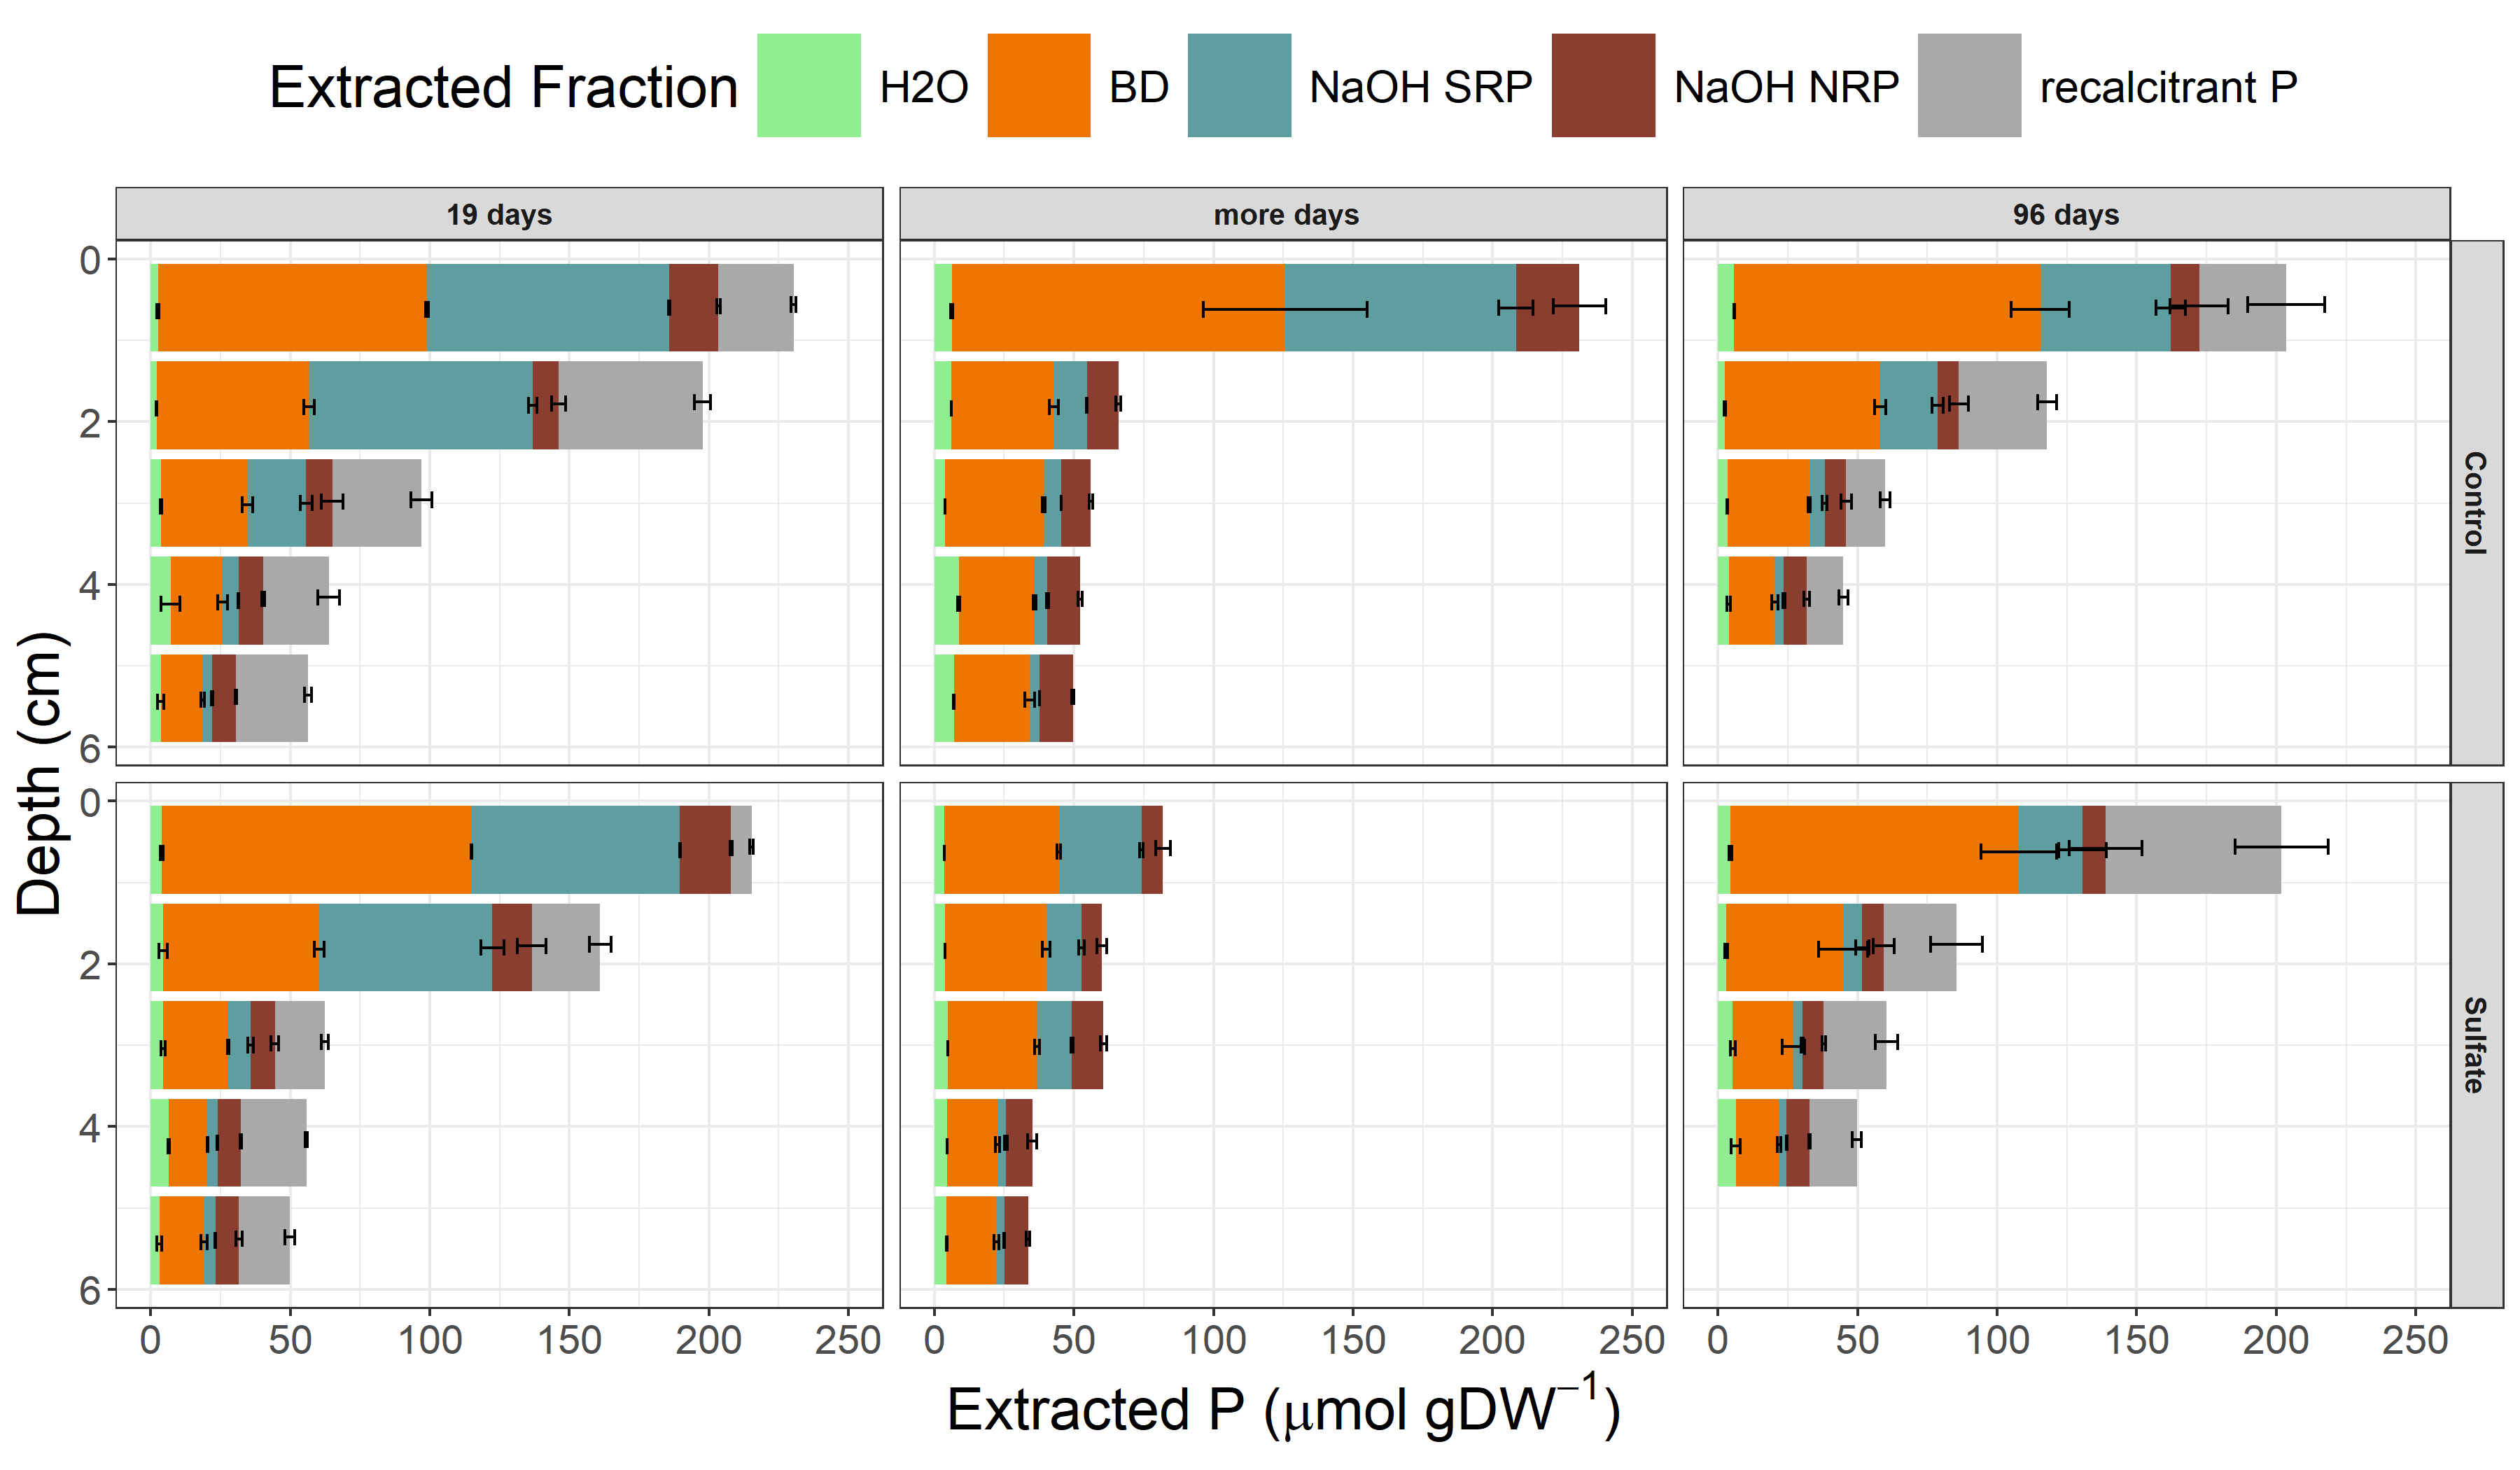 Extracted Fraction H2O BD NaOH SRP NaOH NRP recalcitrant P
19 days more days 96 days
0
2
4
6
Control
0
2
4
6
Sulfate
Depth (cm)
0 50 100 150 200 250 0 50 100 150 200 250 0 50 100 150 200 250
Extracted P (μmol gDW⁻¹)